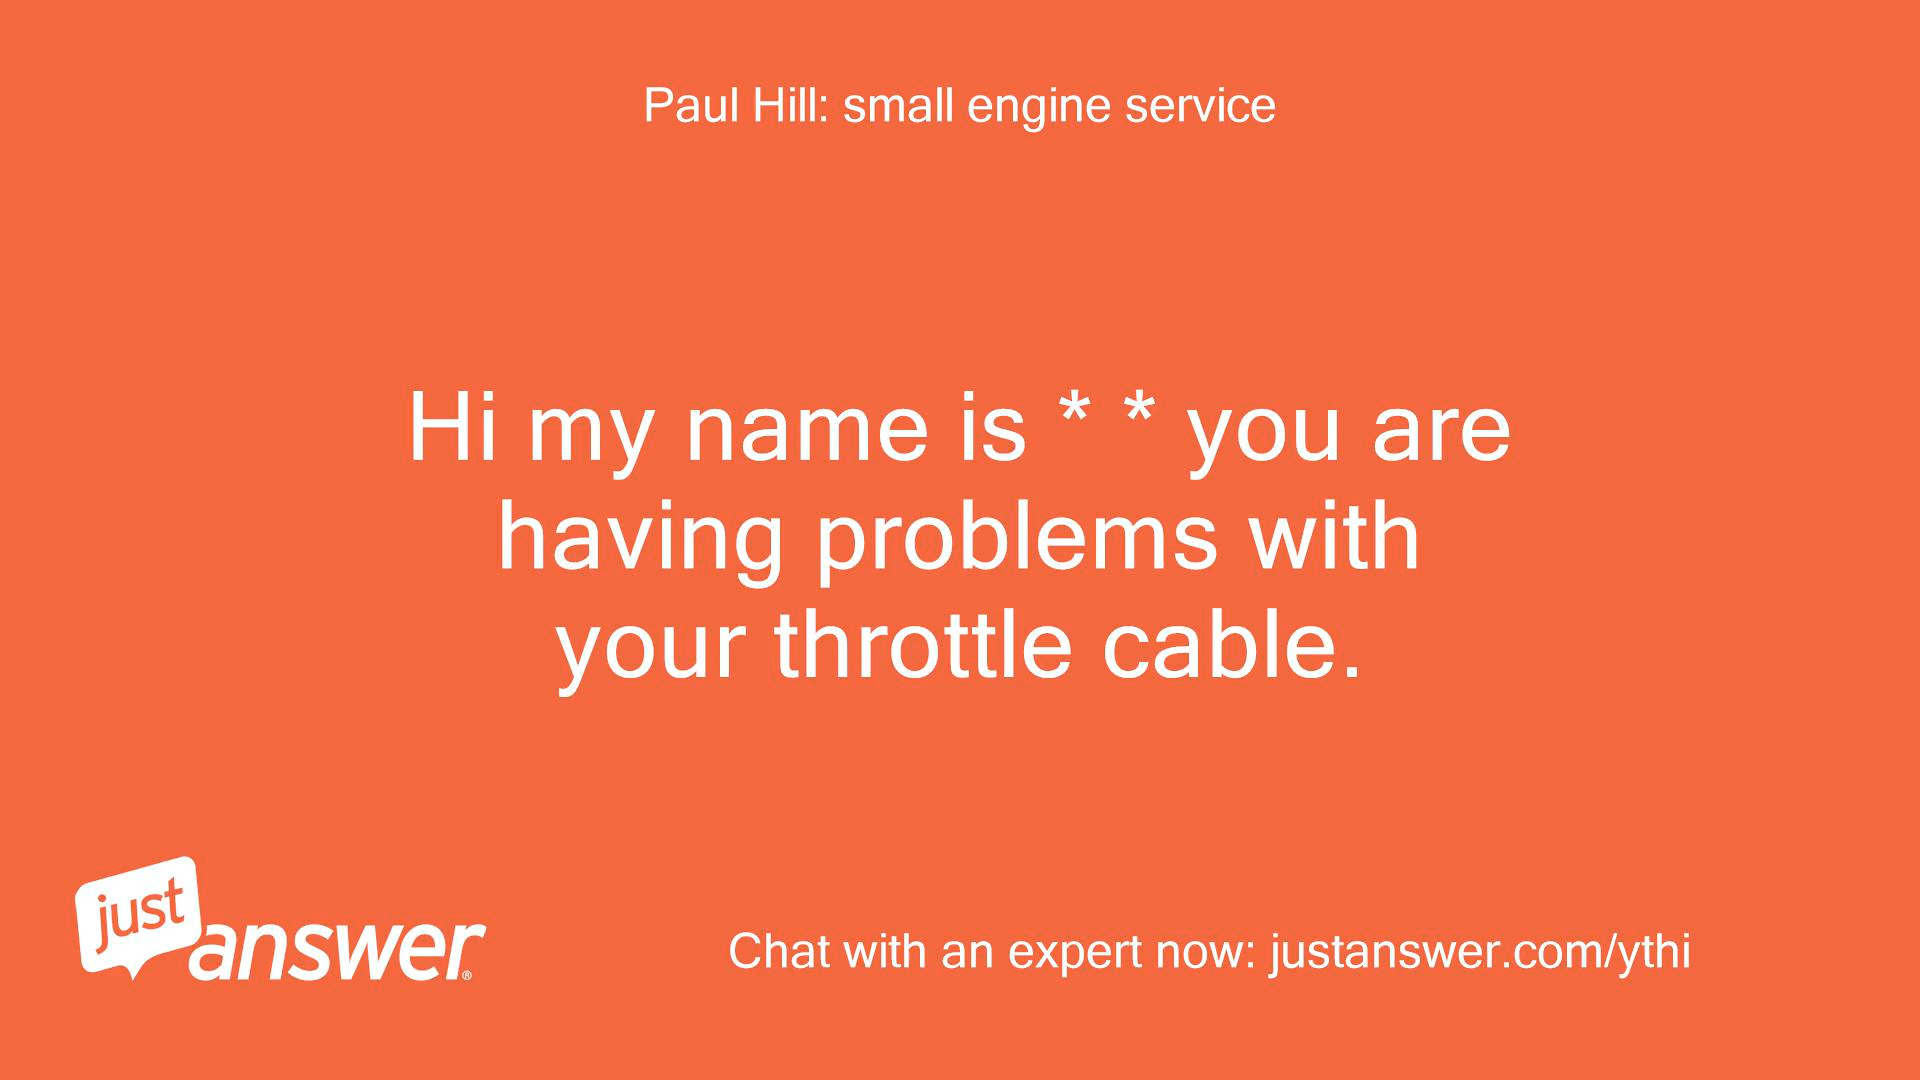 Paul Hill: small engine service
Hi my name is * * you are
having problems with
your throttle cable.
just
answer®
Chat with an expert now: justanswer.com/ythi